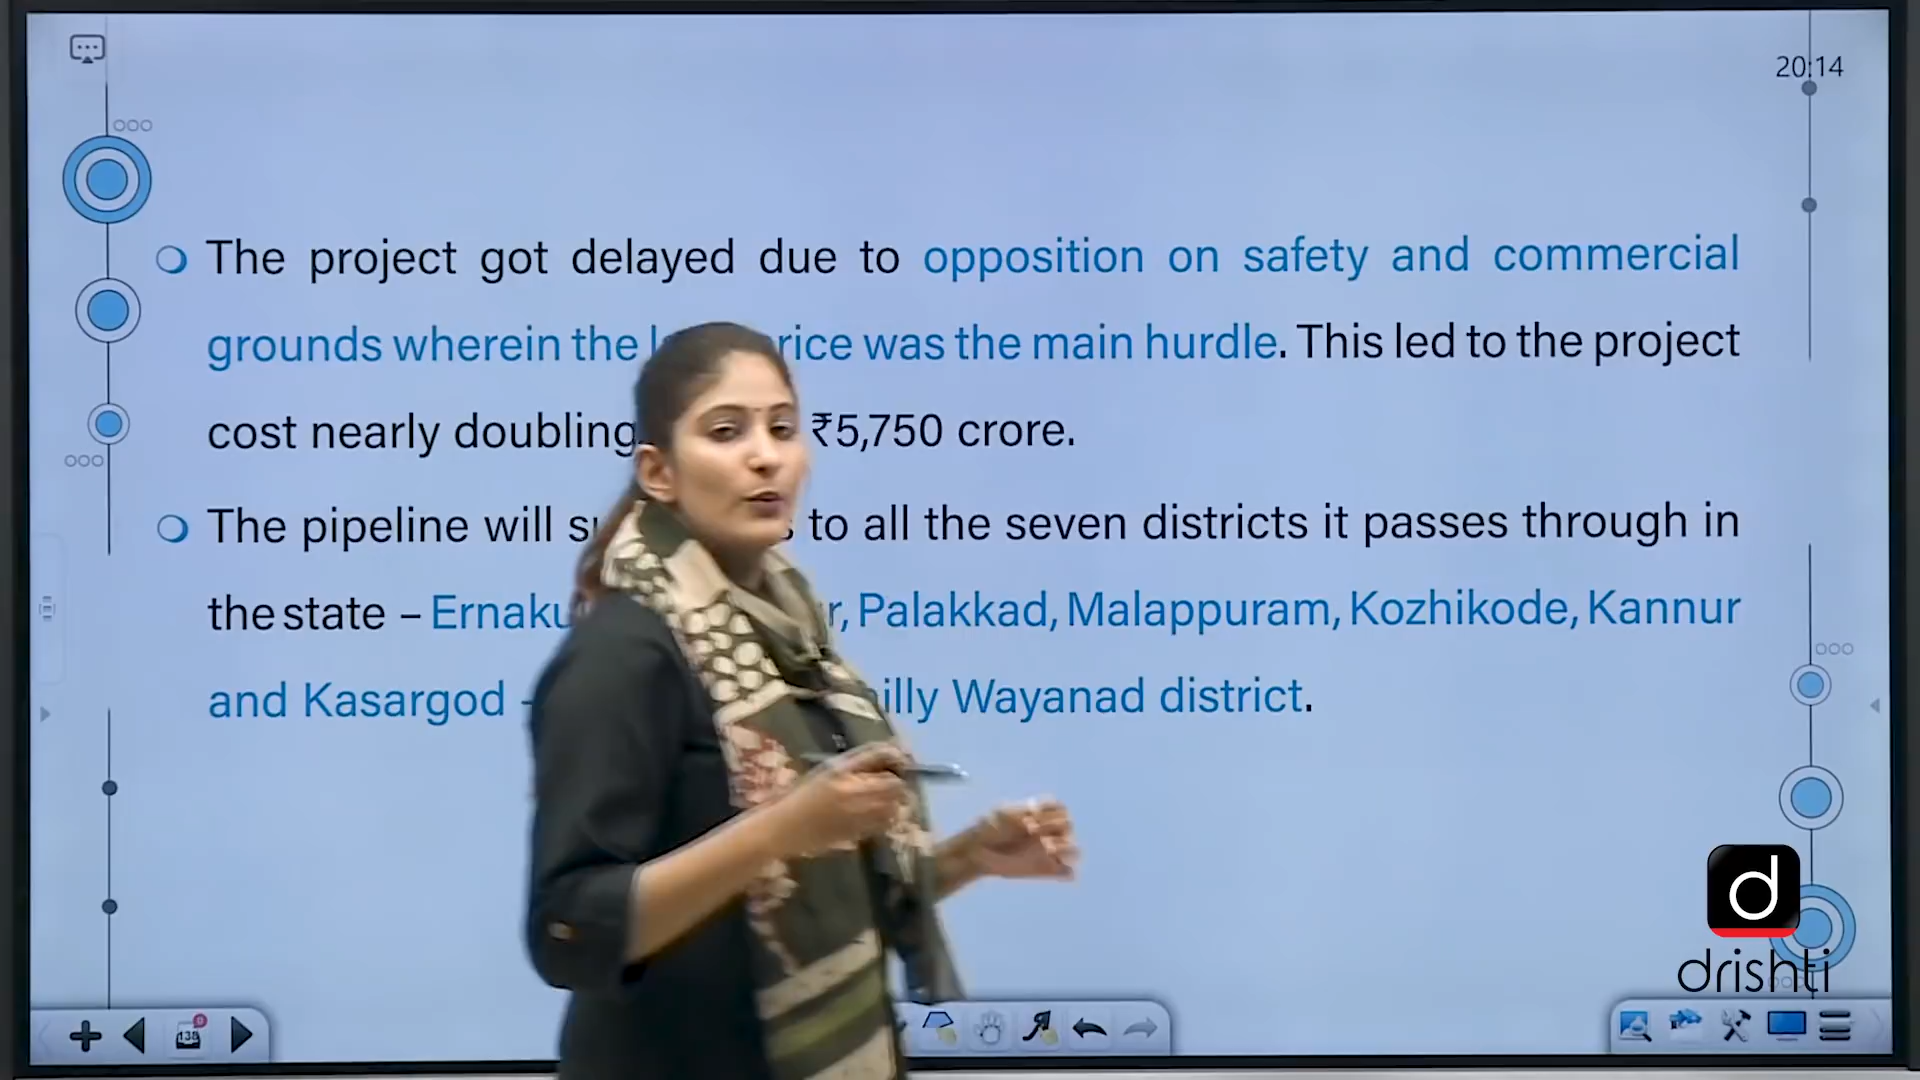 20:14
The project got delayed due to opposition on safety and commercial
grounds wherein the rice was the main hurdle. This led to the project
cost nearly doubling ₹5,750 crore.
The pipeline will to all the seven districts it passes through in
the state – Palakkad, Malappuram, Kozhikode, Kannur
and Kasargod - Wayanad district.
138
d
drishti